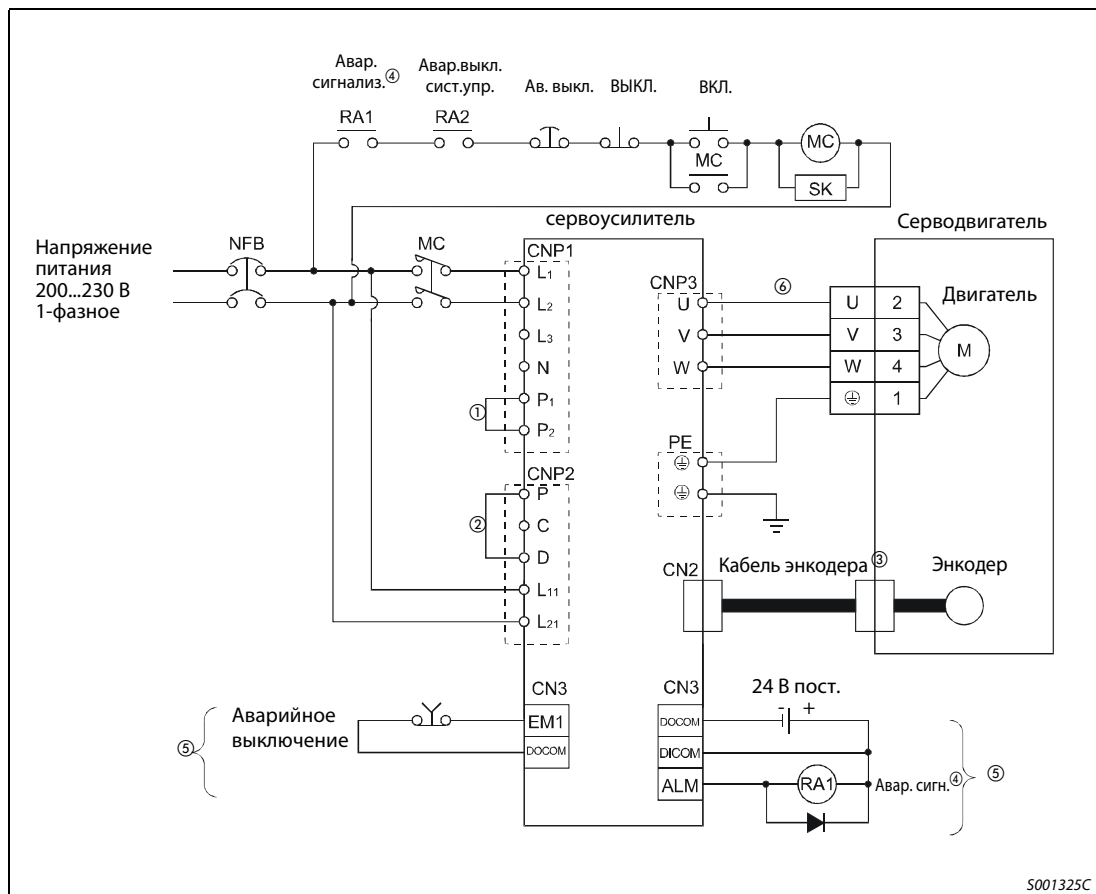 Авар.
сигнализ.④
Авар.выкл.
сист.упр.
Ав. выкл.
ВЫКЛ.
ВКЛ.
RA1
RA2
MC
MC
SK
сервоусилитель
Серводвигатель
Напряжение
питания
200...230 В
1-фазное
NFB
MC
CNP1
L1
L2
L3
N
P1
P2
①
CNP3
U
V
W
⑥
U 2
V 3
W 4
1
Двигатель
M
PE
CNP2
P
C
D
L11
L21
②
CN2
Кабель энкодера③
Энкодер
CN3
EM1
DOCOM
Аварийное
выключение
⑤
CN3
DOCOM
DICOM
ALM
24 В пост.
- +
RA1
Авар. сигн.④
⑤
S001325C